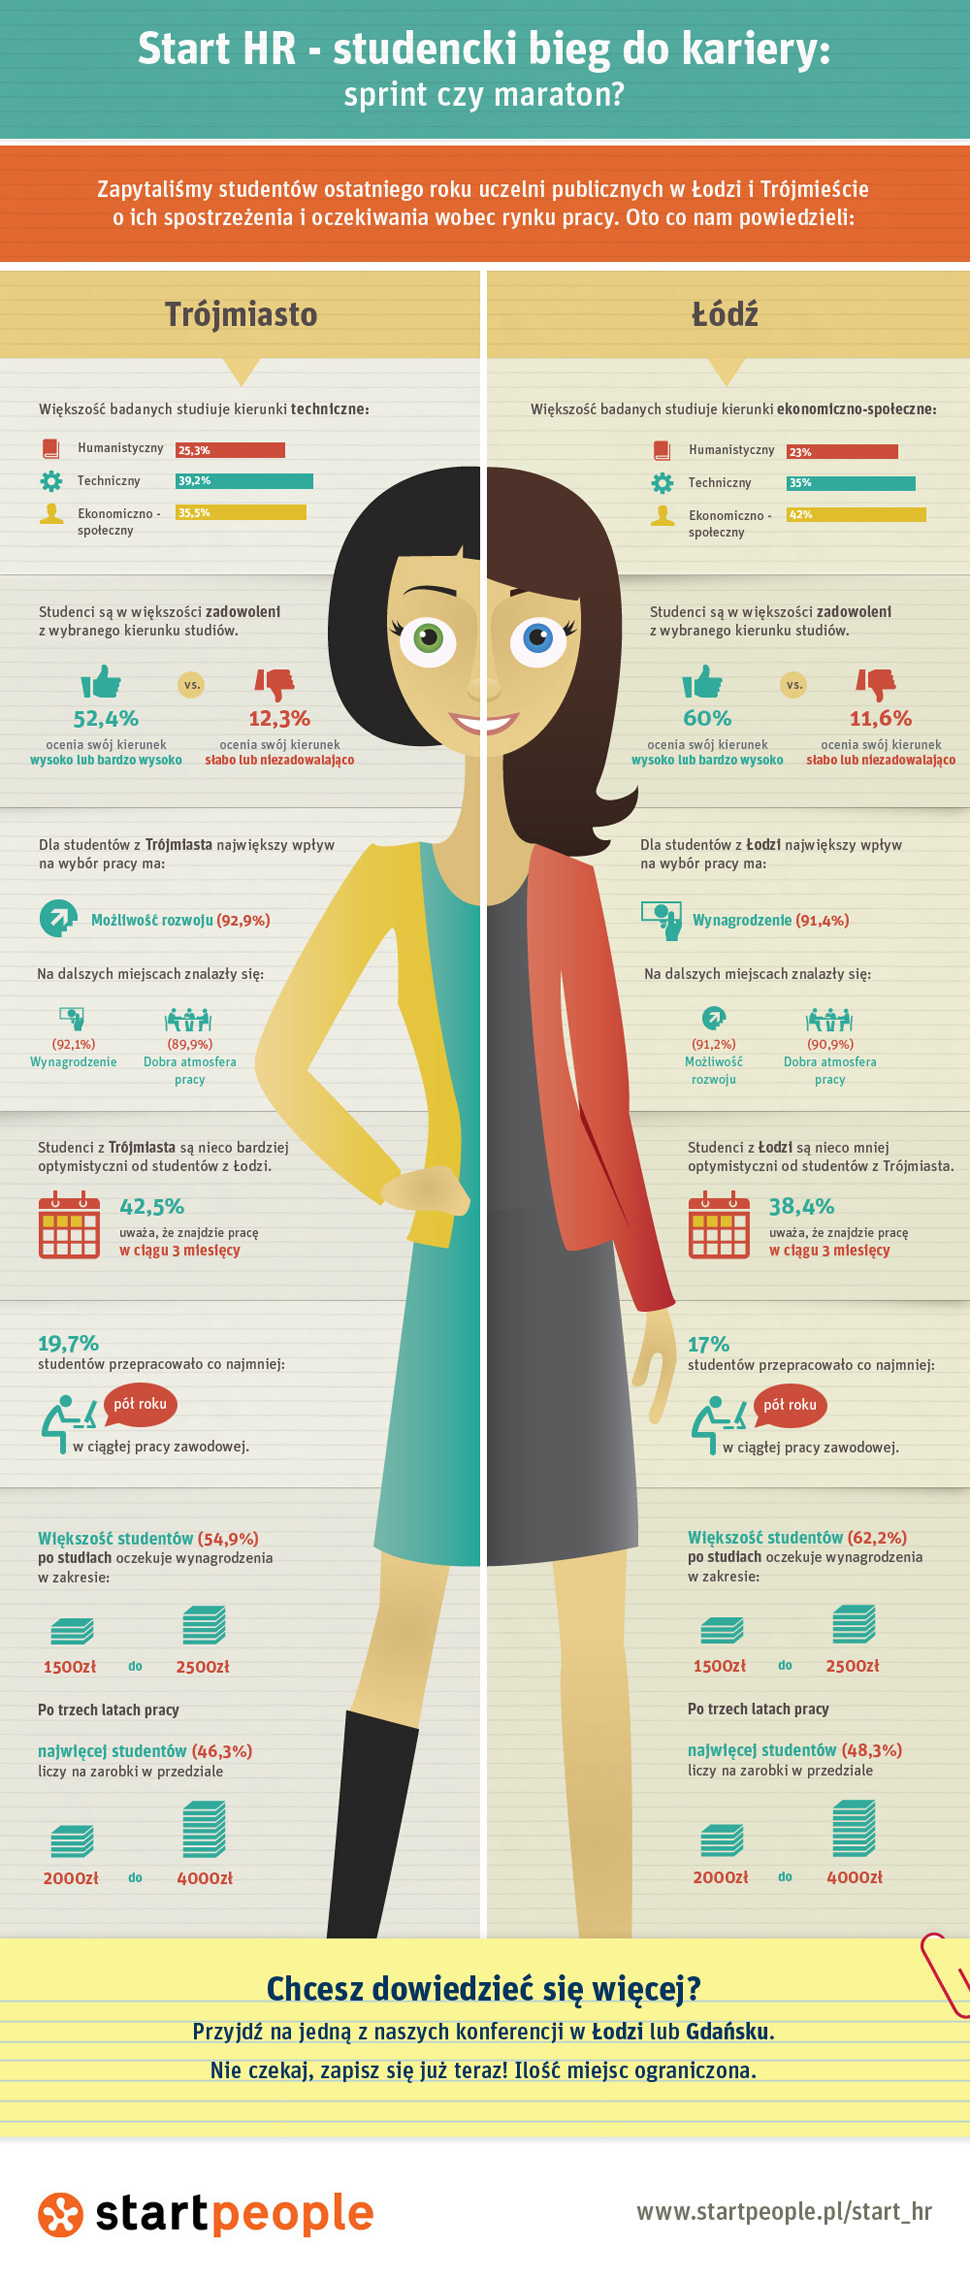 Start HR - studencki bieg do kariery:
sprint czy maraton?
Zapytaliśmy studentów ostatniego roku uczelni publicznych w Łodzi i Trójmieście
o ich spostrzeżenia i oczekiwania wobec rynku pracy. Oto co nam powiedzieli:
Trójmiasto
Większość badanych studiuje kierunki techniczne:
Humanistyczny 25,3%
Techniczny 39,2%
Ekonomiczno - 35,5%
społeczny
Studenci są w większości zadowoleni
z wybranego kierunku studiów.
vs.
52,4% 12,3%
ocenia swój kierunek ocenia swój kierunek
wysoko lub bardzo wysoko słabo lub niezadowalająco
Dla studentów z Trójmiasta największy wpływ
na wybór pracy ma:
Możliwość rozwoju (92,9%)
Na dalszych miejscach znalazły się:
(92,1%) (89,9%)
Wynagrodzenie Dobra atmosfera
pracy
Studenci z Trójmiasta są nieco bardziej
optymistyczni od studentów z Łodzi.
42,5%
uważa, że znajdzie pracę
w ciągu 3 miesięcy
19,7%
studentów przepracowało co najmniej:
pół roku
w ciągłej pracy zawodowej.
Większość studentów (54,9%)
po studiach oczekuje wynagrodzenia
w zakresie:
1500zł do 2500zł
Po trzech latach pracy
najwięcej studentów (46,3%)
liczy na zarobki w przedziale
2000zł do 4000zł
Łódź
Większość badanych studiuje kierunki ekonomiczno-społeczne:
Humanistyczny 23%
Techniczny 35%
Ekonomiczno - 42%
społeczny
Studenci są w większości zadowoleni
z wybranego kierunku studiów.
vs.
60% 11,6%
ocenia swój kierunek ocenia swój kierunek
wysoko lub bardzo wysoko słabo lub niezadowalająco
Dla studentów z Łodzi największy wpływ
na wybór pracy ma:
Wynagrodzenie (91,4%)
Na dalszych miejscach znalazły się:
(91,2%) (90,9%)
Możliwość Dobra atmosfera
rozwoju pracy
Studenci z Łodzi są nieco mniej
optymistyczni od studentów z Trójmiasta.
38,4%
uważa, że znajdzie pracę
w ciągu 3 miesięcy
17%
studentów przepracowało co najmniej:
pół roku
w ciągłej pracy zawodowej.
Większość studentów (62,2%)
po studiach oczekuje wynagrodzenia
w zakresie:
1500zł do 2500zł
Po trzech latach pracy
najwięcej studentów (48,3%)
liczy na zarobki w przedziale
2000zł do 4000zł
Chcesz dowiedzieć się więcej?
Przyjdź na jedną z naszych konferencji w Łodzi lub Gdańsku.
Nie czekaj, zapisz się już teraz! Ilość miejsc ograniczona.
startpeople
www.startpeople.pl/start_hr